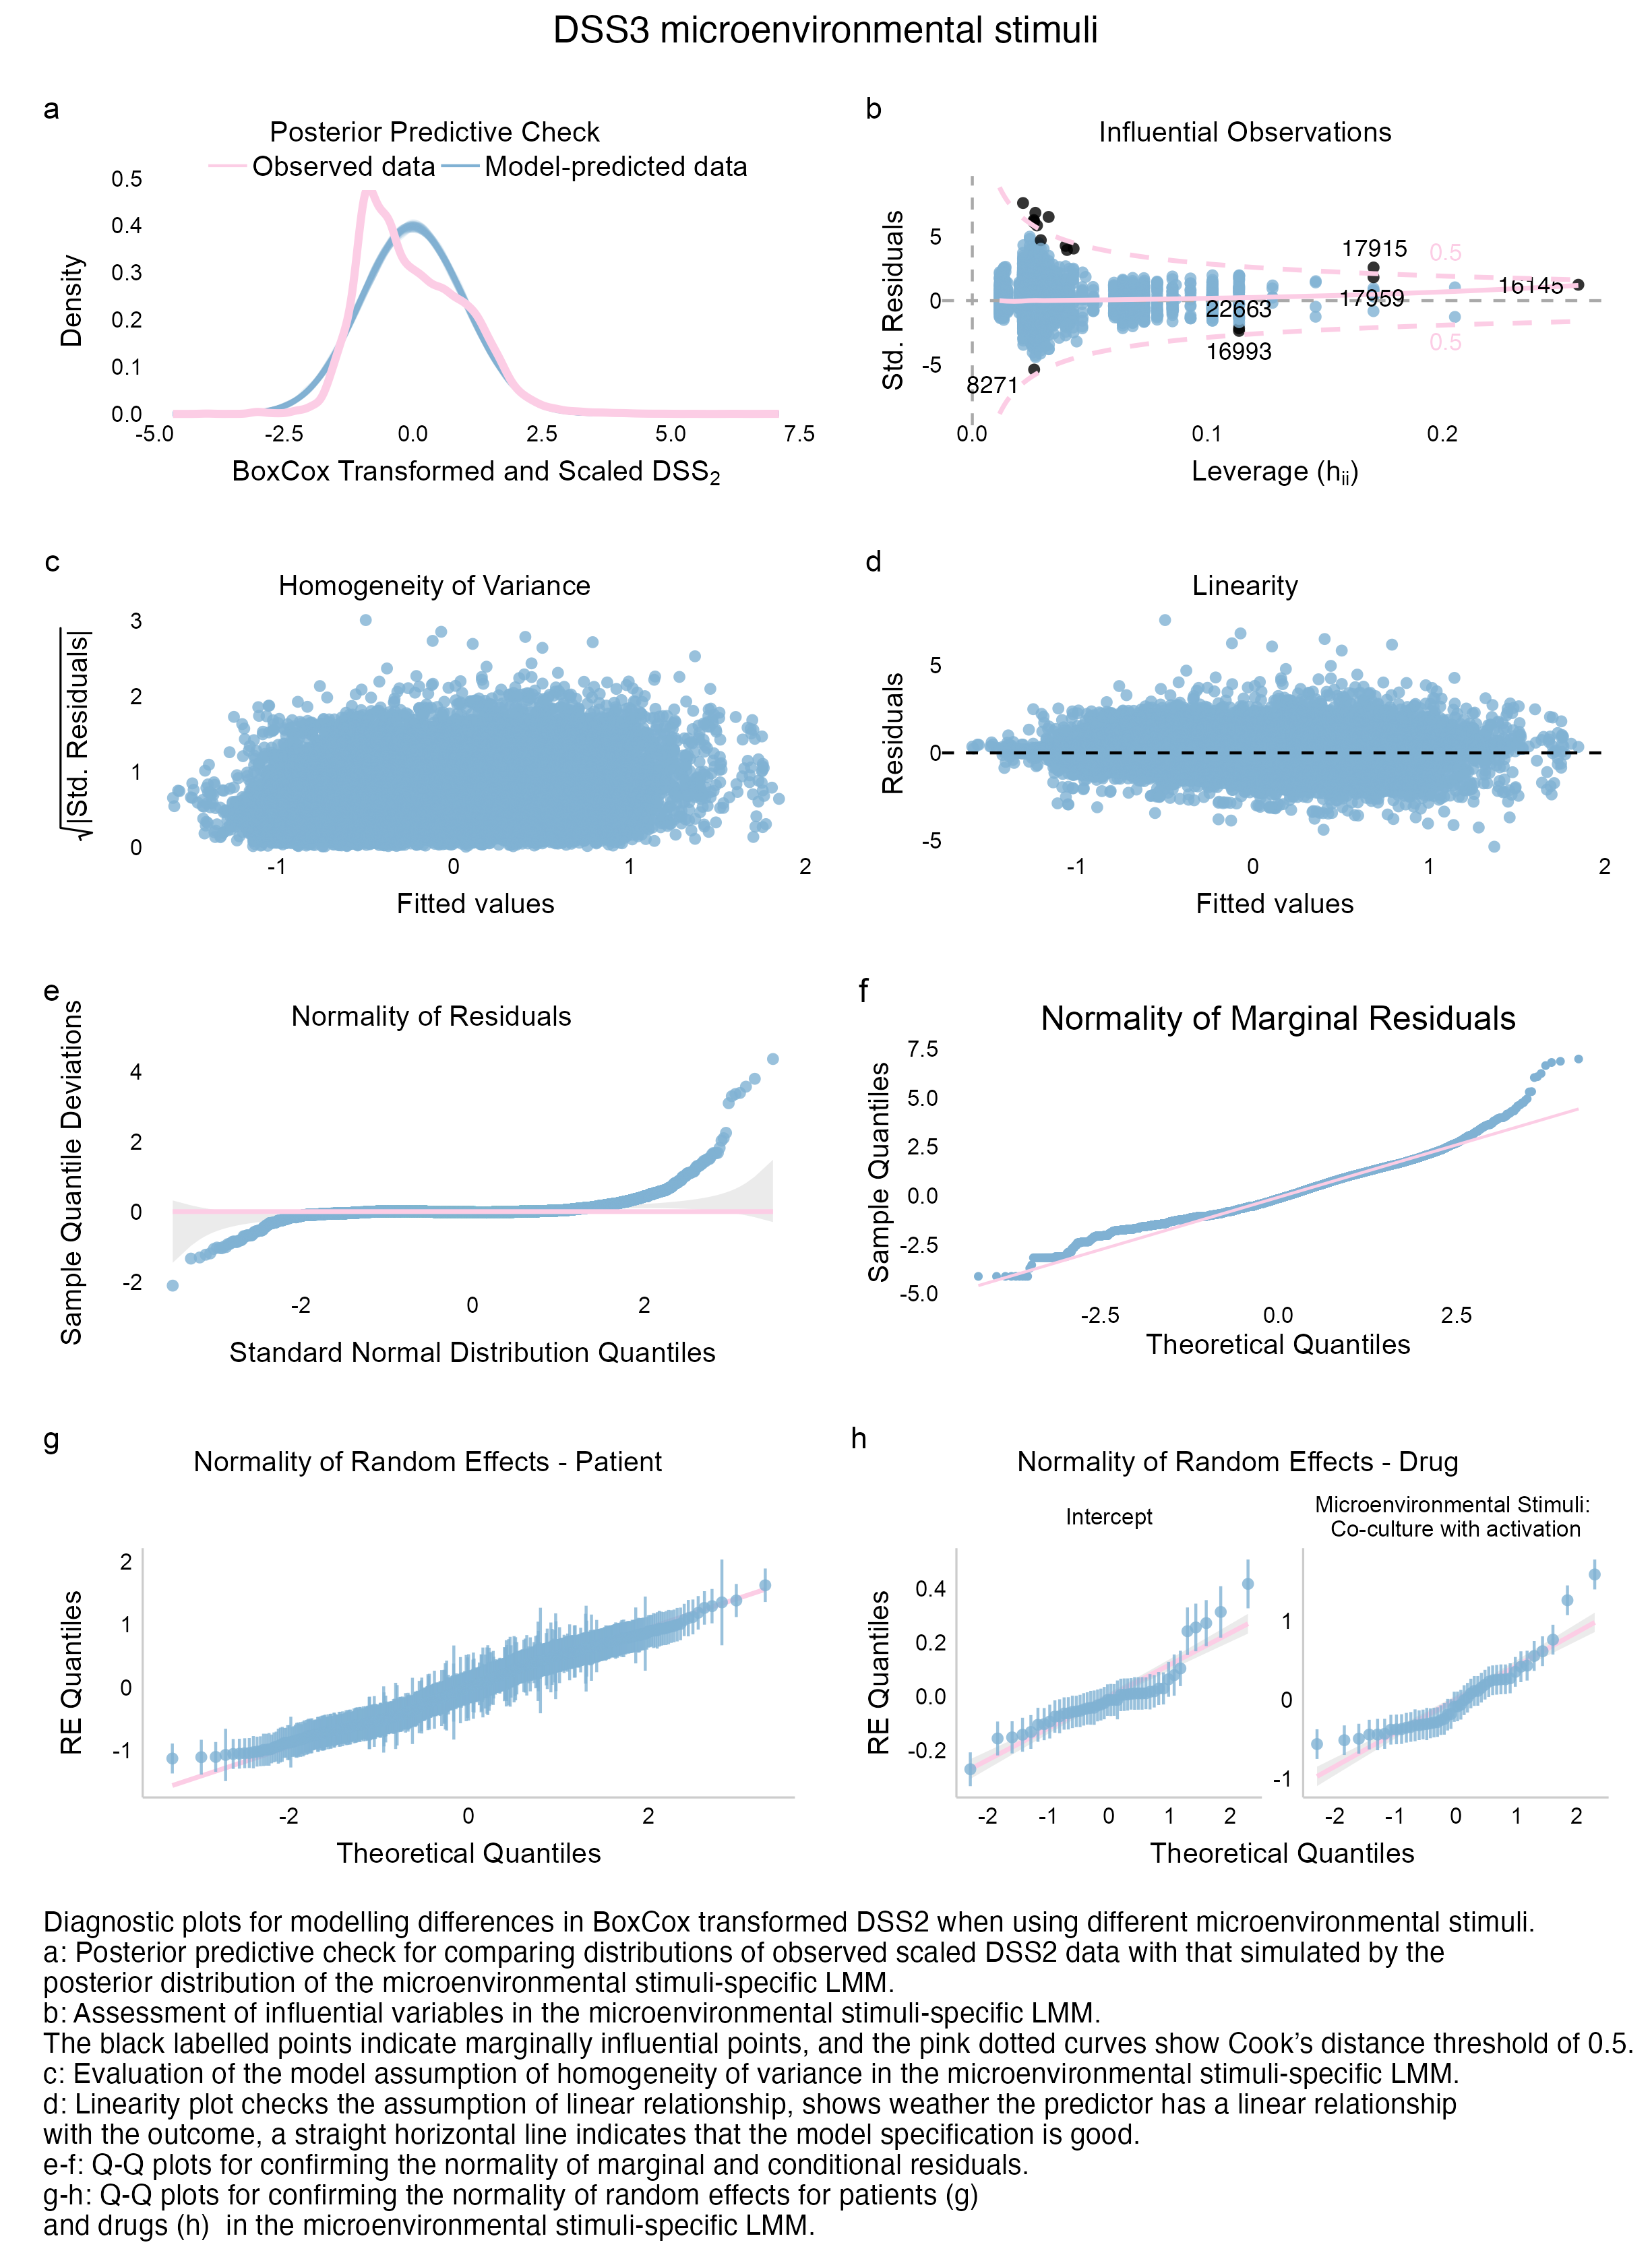 DSS3 microenvironmental stimuli
a
Posterior Predictive Check
Observed data
Model-predicted data
0.5
0.4
0.3
0.2
0.1
0.0
Density
-5.0 -2.5 0.0 2.5 5.0 7.5
BoxCox Transformed and Scaled DSS₂
b
Influential Observations
17915
0.5
16145
17959
22663
0.5
16993
8271
5
0
-5
Std. Residuals
0.0 0.1 0.2
Leverage (hᵢᵢ)
c
Homogeneity of Variance
3
2
1
0
√|Std. Residuals|
-1 0 1 2
Fitted values
d
Linearity
5
0
-5
Residuals
-1 0 1 2
Fitted values
e
Normality of Residuals
4
2
0
-2
Sample Quantile Deviations
-2 0 2
Standard Normal Distribution Quantiles
f
Normality of Marginal Residuals
7.5
5.0
2.5
0.0
-2.5
-5.0
Sample Quantiles
-2.5 0.0 2.5
Theoretical Quantiles
g
Normality of Random Effects - Patient
2
1
0
-1
RE Quantiles
-2 0 2
Theoretical Quantiles
h
Normality of Random Effects - Drug
Intercept
0.4
0.2
0.0
-0.2
RE Quantiles
-2 -1 0 1 2
Microenvironmental Stimuli:
Co-culture with activation
1
0
-1
-2 -1 0 1 2
Theoretical Quantiles
Diagnostic plots for modelling differences in BoxCox transformed DSS2 when using different microenvironmental stimuli.
a: Posterior predictive check for comparing distributions of observed scaled DSS2 data with that simulated by the
posterior distribution of the microenvironmental stimuli-specific LMM.
b: Assessment of influential variables in the microenvironmental stimuli-specific LMM.
The black labelled points indicate marginally influential points, and the pink dotted curves show Cook's distance threshold of 0.5.
c: Evaluation of the model assumption of homogeneity of variance in the microenvironmental stimuli-specific LMM.
d: Linearity plot checks the assumption of linear relationship, shows weather the predictor has a linear relationship
with the outcome, a straight horizontal line indicates that the model specification is good.
e-f: Q-Q plots for confirming the normality of marginal and conditional residuals.
g-h: Q-Q plots for confirming the normality of random effects for patients (g)
and drugs (h) in the microenvironmental stimuli-specific LMM.